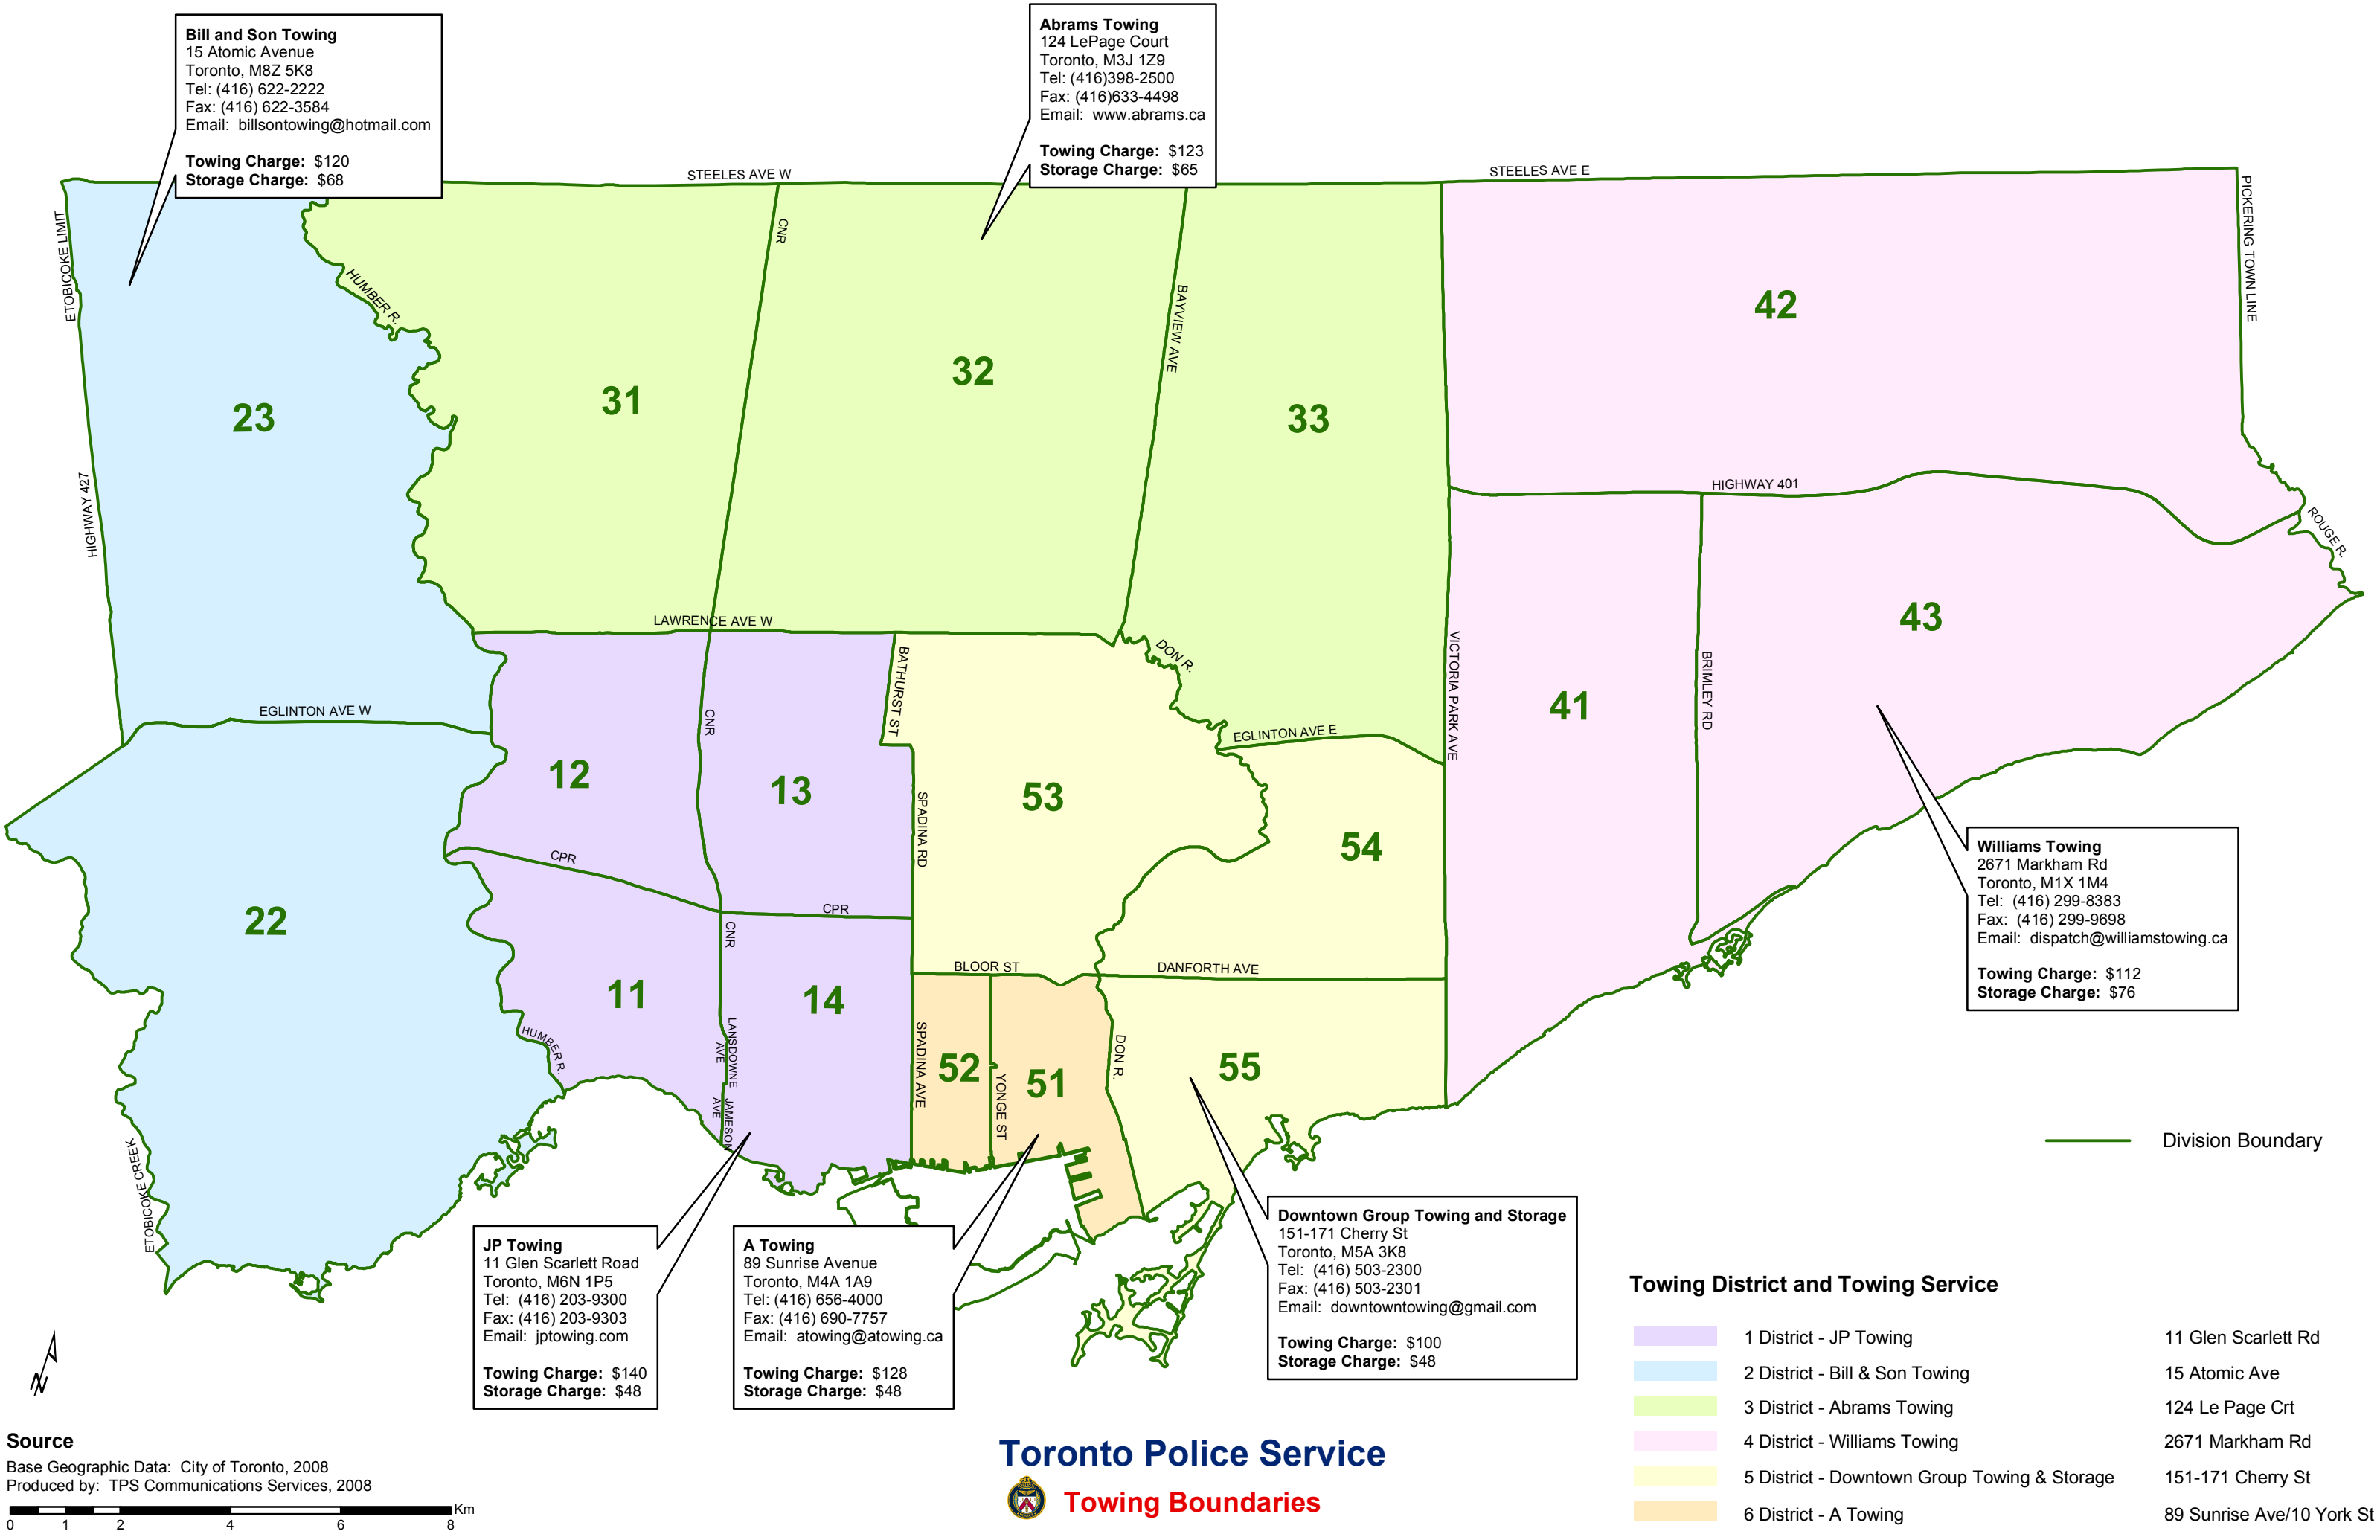 Bill and Son Towing
15 Atomic Avenue
Toronto, M8Z 5K8
Tel: (416) 622-2222
Fax: (416) 622-3584
Email: billsontowing@hotmail.com
Towing Charge: $120
Storage Charge: $68
Abrams Towing
124 LePage Court
Toronto, M3J 1Z9
Tel: (416)398-2500
Fax: (416)633-4498
Email: www.abrams.ca
Towing Charge: $123
Storage Charge: $65
STEELES AVE W
STEELES AVE E
PICKERING TOWN LINE
ETOBICOKE LIMIT
CNR
HUMBER R.
BAYVIEW AVE
42
32
31
33
23
HIGHWAY 427
HIGHWAY 401
ROUGE R.
43
LAWRENCE AVE W
BATHURST ST
DON R.
VICTORIA PARK AVE
BRIMLEY RD
41
EGLINTON AVE W
CNR
EGLINTON AVE E
12
13
53
54
SPADINA RD
CPR
CPR
22
CNR
BLOOR ST
DANFORTH AVE
11
14
HUMBER R.
LANSDOWNE
AVE
JAMESON
AVE
SPADINA AVE
52
YONGE ST
51
DON R.
55
ETOBICOKE CREEK
Williams Towing
2671 Markham Rd
Toronto, M1X 1M4
Tel: (416) 299-8383
Fax: (416) 299-9698
Email: dispatch@williamstowing.ca
Towing Charge: $112
Storage Charge: $76
Division Boundary
JP Towing
11 Glen Scarlett Road
Toronto, M6N 1P5
Tel: (416) 203-9300
Fax: (416) 203-9303
Email: jptowing.com
Towing Charge: $140
Storage Charge: $48
A Towing
89 Sunrise Avenue
Toronto, M4A 1A9
Tel: (416) 656-4000
Fax: (416) 690-7757
Email: atowing@atowing.ca
Towing Charge: $128
Storage Charge: $48
Downtown Group Towing and Storage
151-171 Cherry St
Toronto, M5A 3K8
Tel: (416) 503-2300
Fax: (416) 503-2301
Email: downtowntowing@gmail.com
Towing Charge: $100
Storage Charge: $48
Towing District and Towing Service
1 District - JP Towing 11 Glen Scarlett Rd
2 District - Bill & Son Towing 15 Atomic Ave
3 District - Abrams Towing 124 Le Page Crt
4 District - Williams Towing 2671 Markham Rd
5 District - Downtown Group Towing & Storage 151-171 Cherry St
6 District - A Towing 89 Sunrise Ave/10 York St
N
Source
Base Geographic Data: City of Toronto, 2008
Produced by: TPS Communications Services, 2008
Km
0 1 2 4 6 8
Toronto Police Service
Towing Boundaries